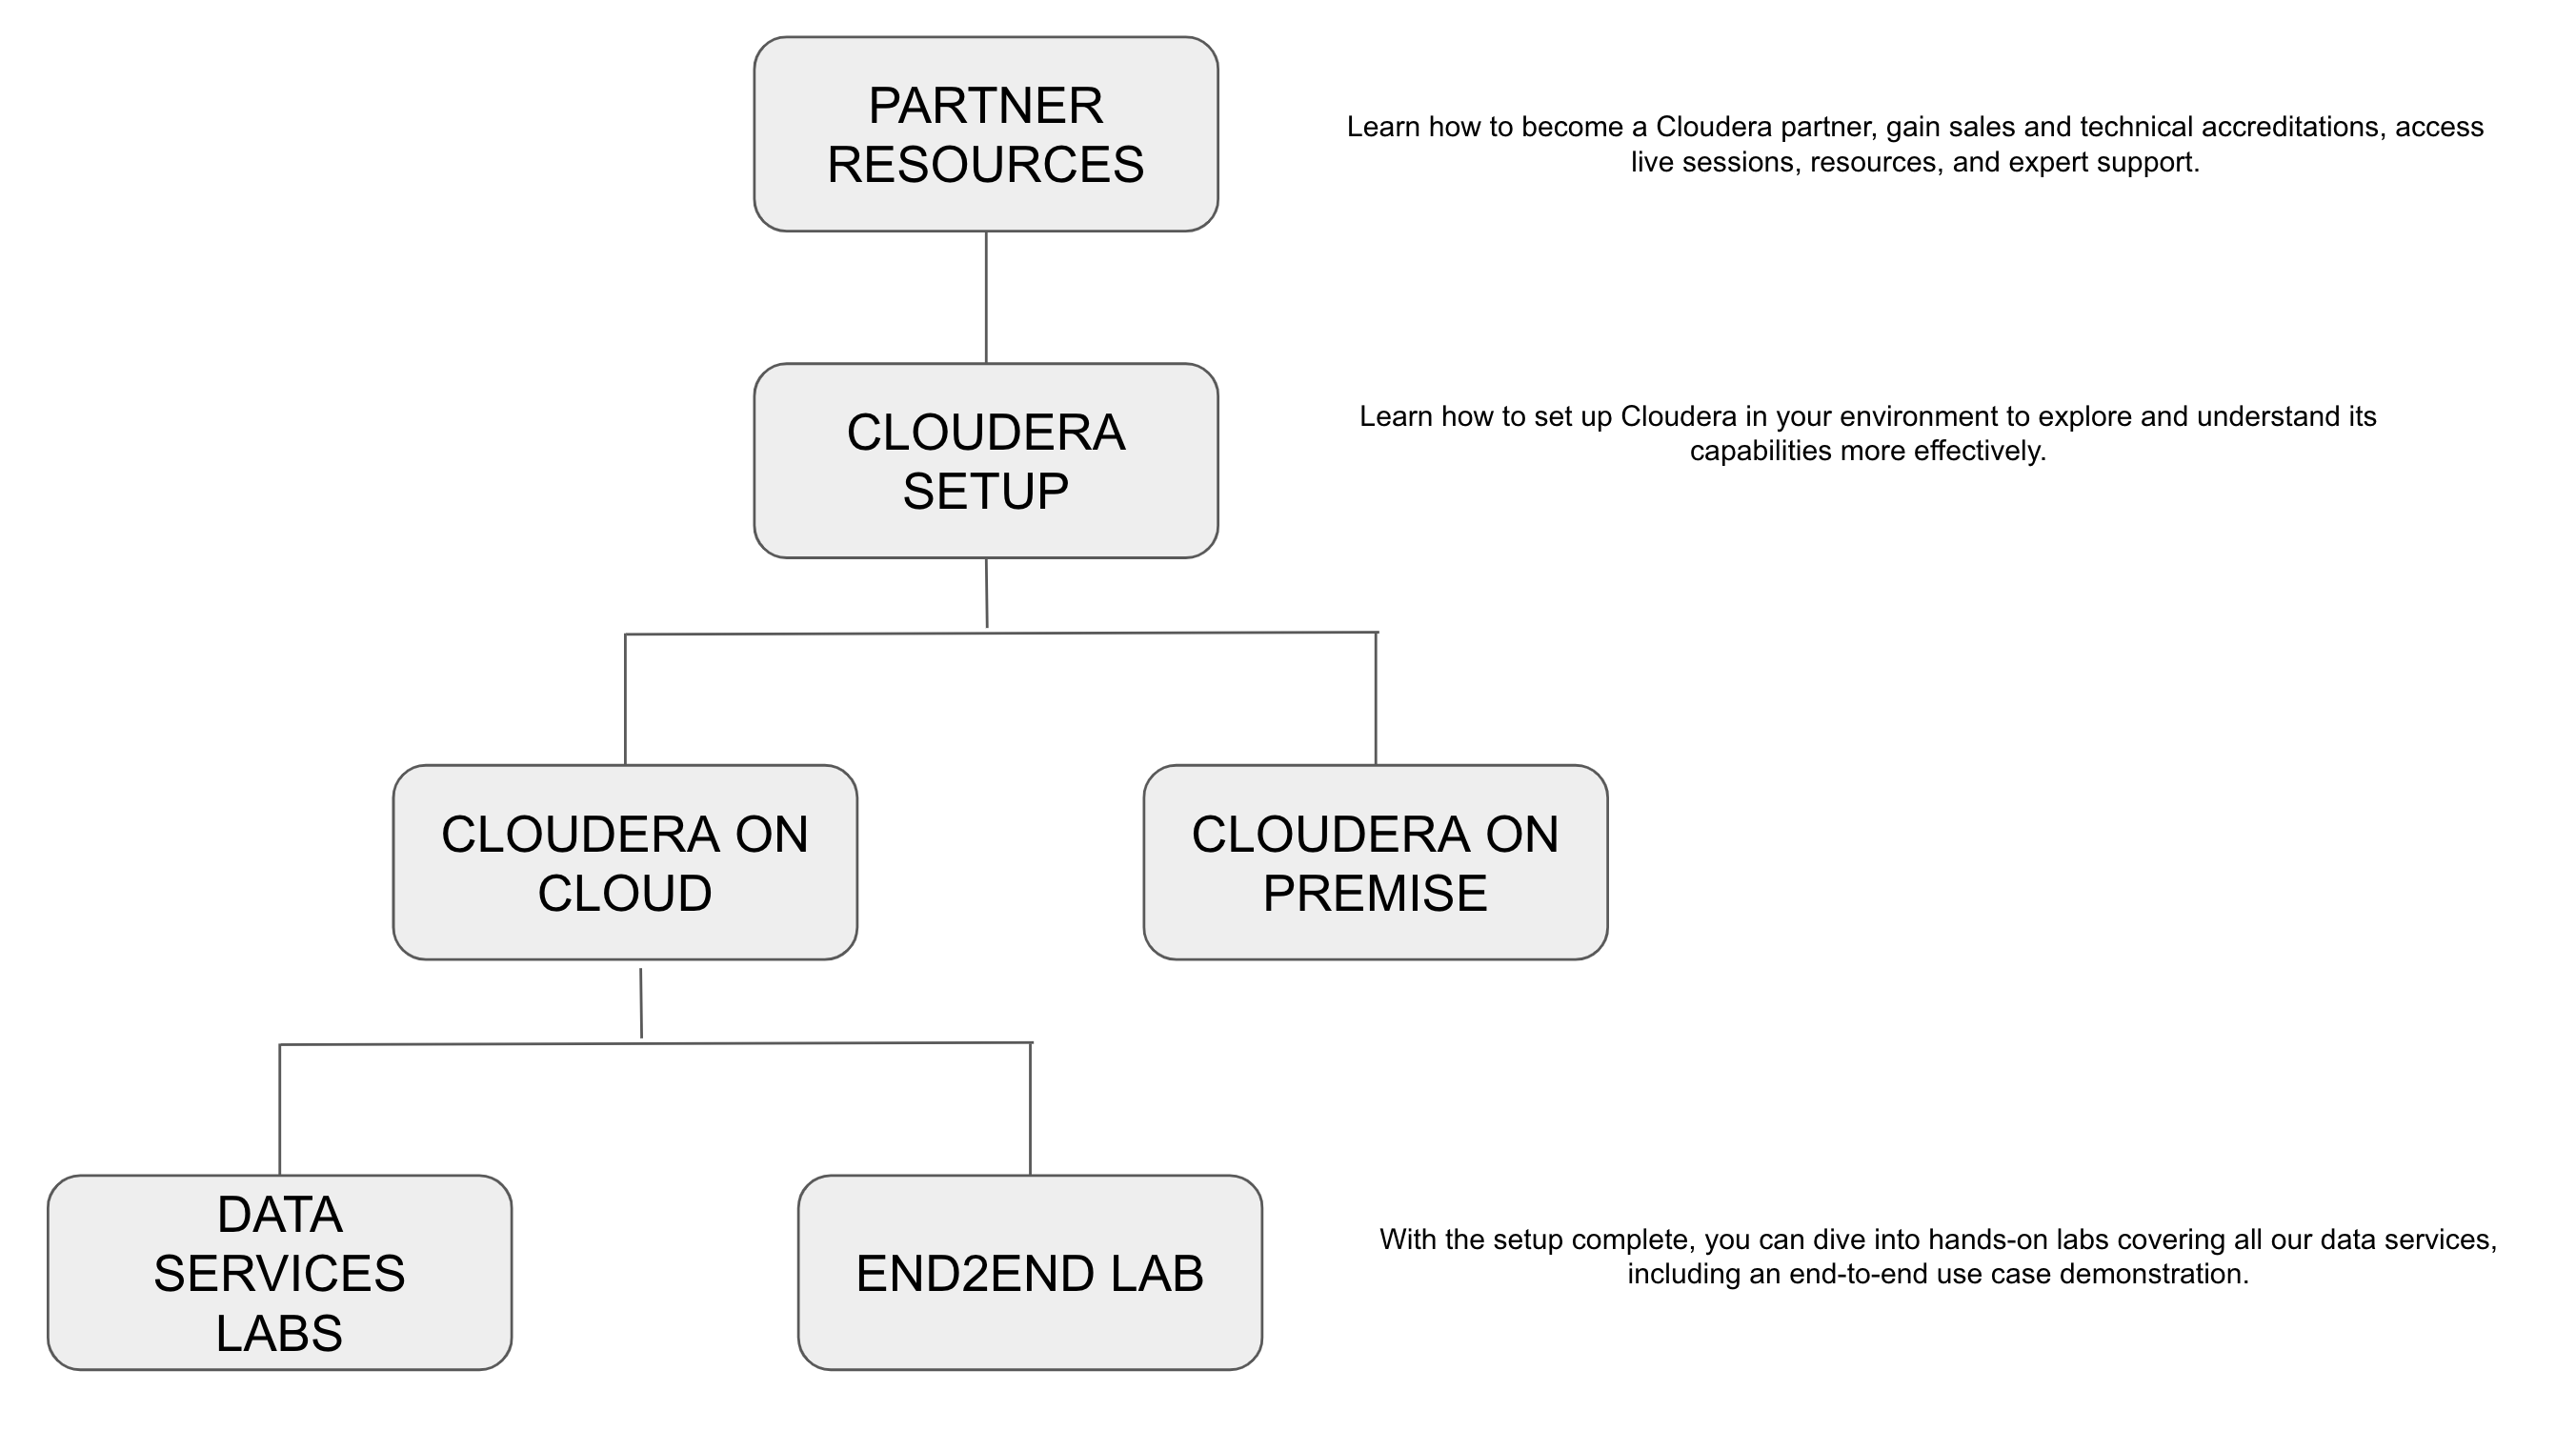 PARTNER
RESOURCES
Learn how to become a Cloudera partner, gain sales and technical accreditations, access
live sessions, resources, and expert support.
CLOUDERA
SETUP
Learn how to set up Cloudera in your environment to explore and understand its
capabilities more effectively.
CLOUDERA ON
CLOUD
CLOUDERA ON
PREMISE
DATA
SERVICES
LABS
END2END LAB
With the setup complete, you can dive into hands-on labs covering all our data services,
including an end-to-end use case demonstration.